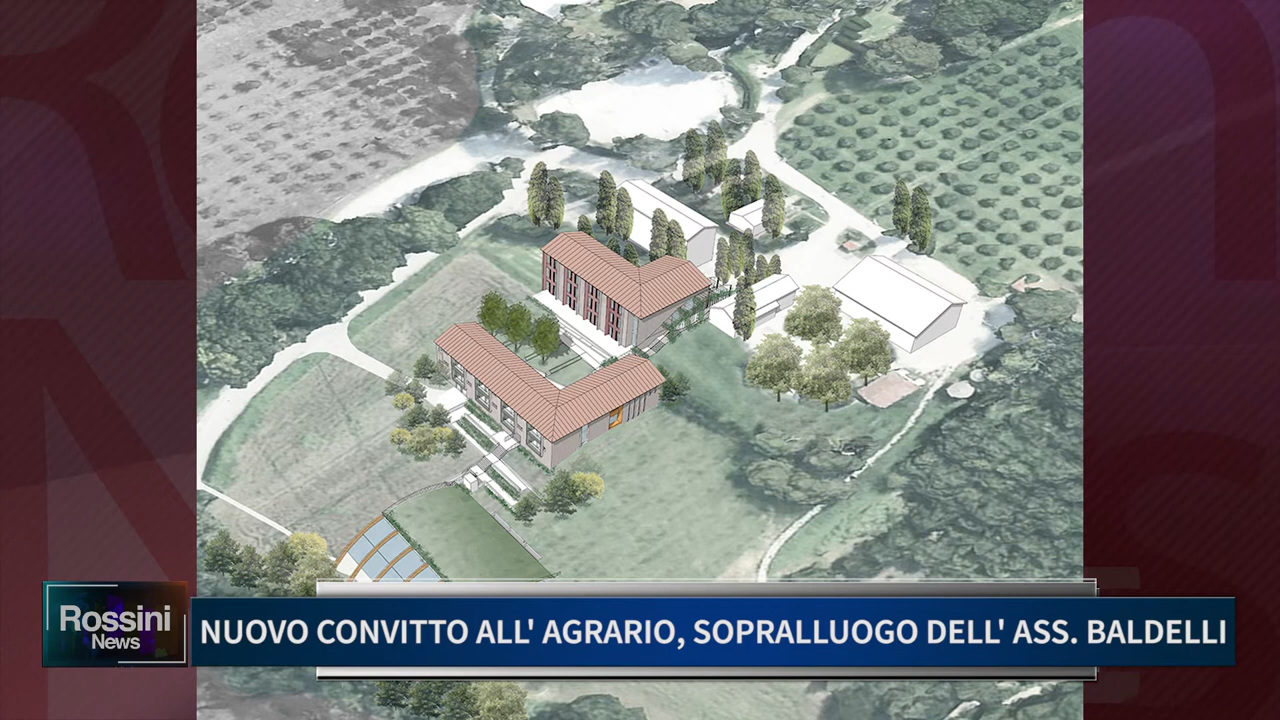 Rossini
News
NUOVO CONVITTO ALL' AGRARIO, SOPRALLUOGO DELL' ASS. BALDELLI